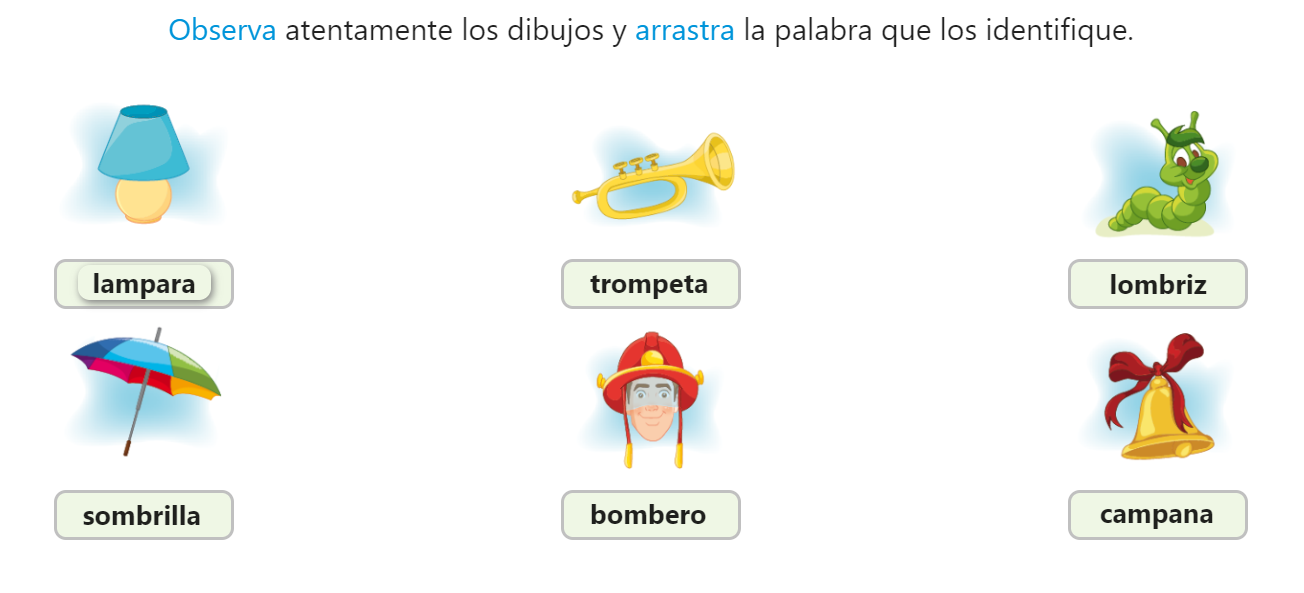 Observa atentamente los dibujos y arrastra la palabra que los identifique.
lampara
trompeta
lombriz
sombrilla
bombero
campana